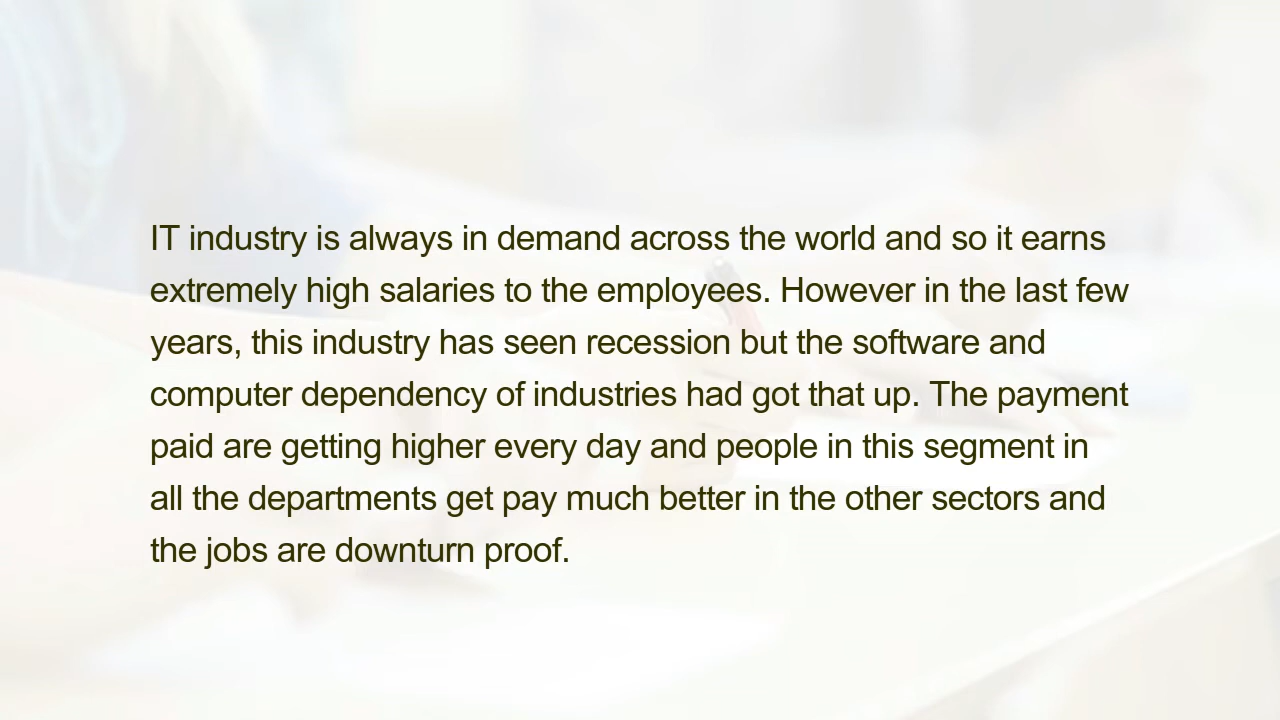 IT industry is always in demand across the world and so it earns
extremely high salaries to the employees. However in the last few
years, this industry has seen recession but the software and
computer dependency of industries had got that up. The payment
paid are getting higher every day and people in this segment in
all the departments get pay much better in the other sectors and
the jobs are downturn proof.